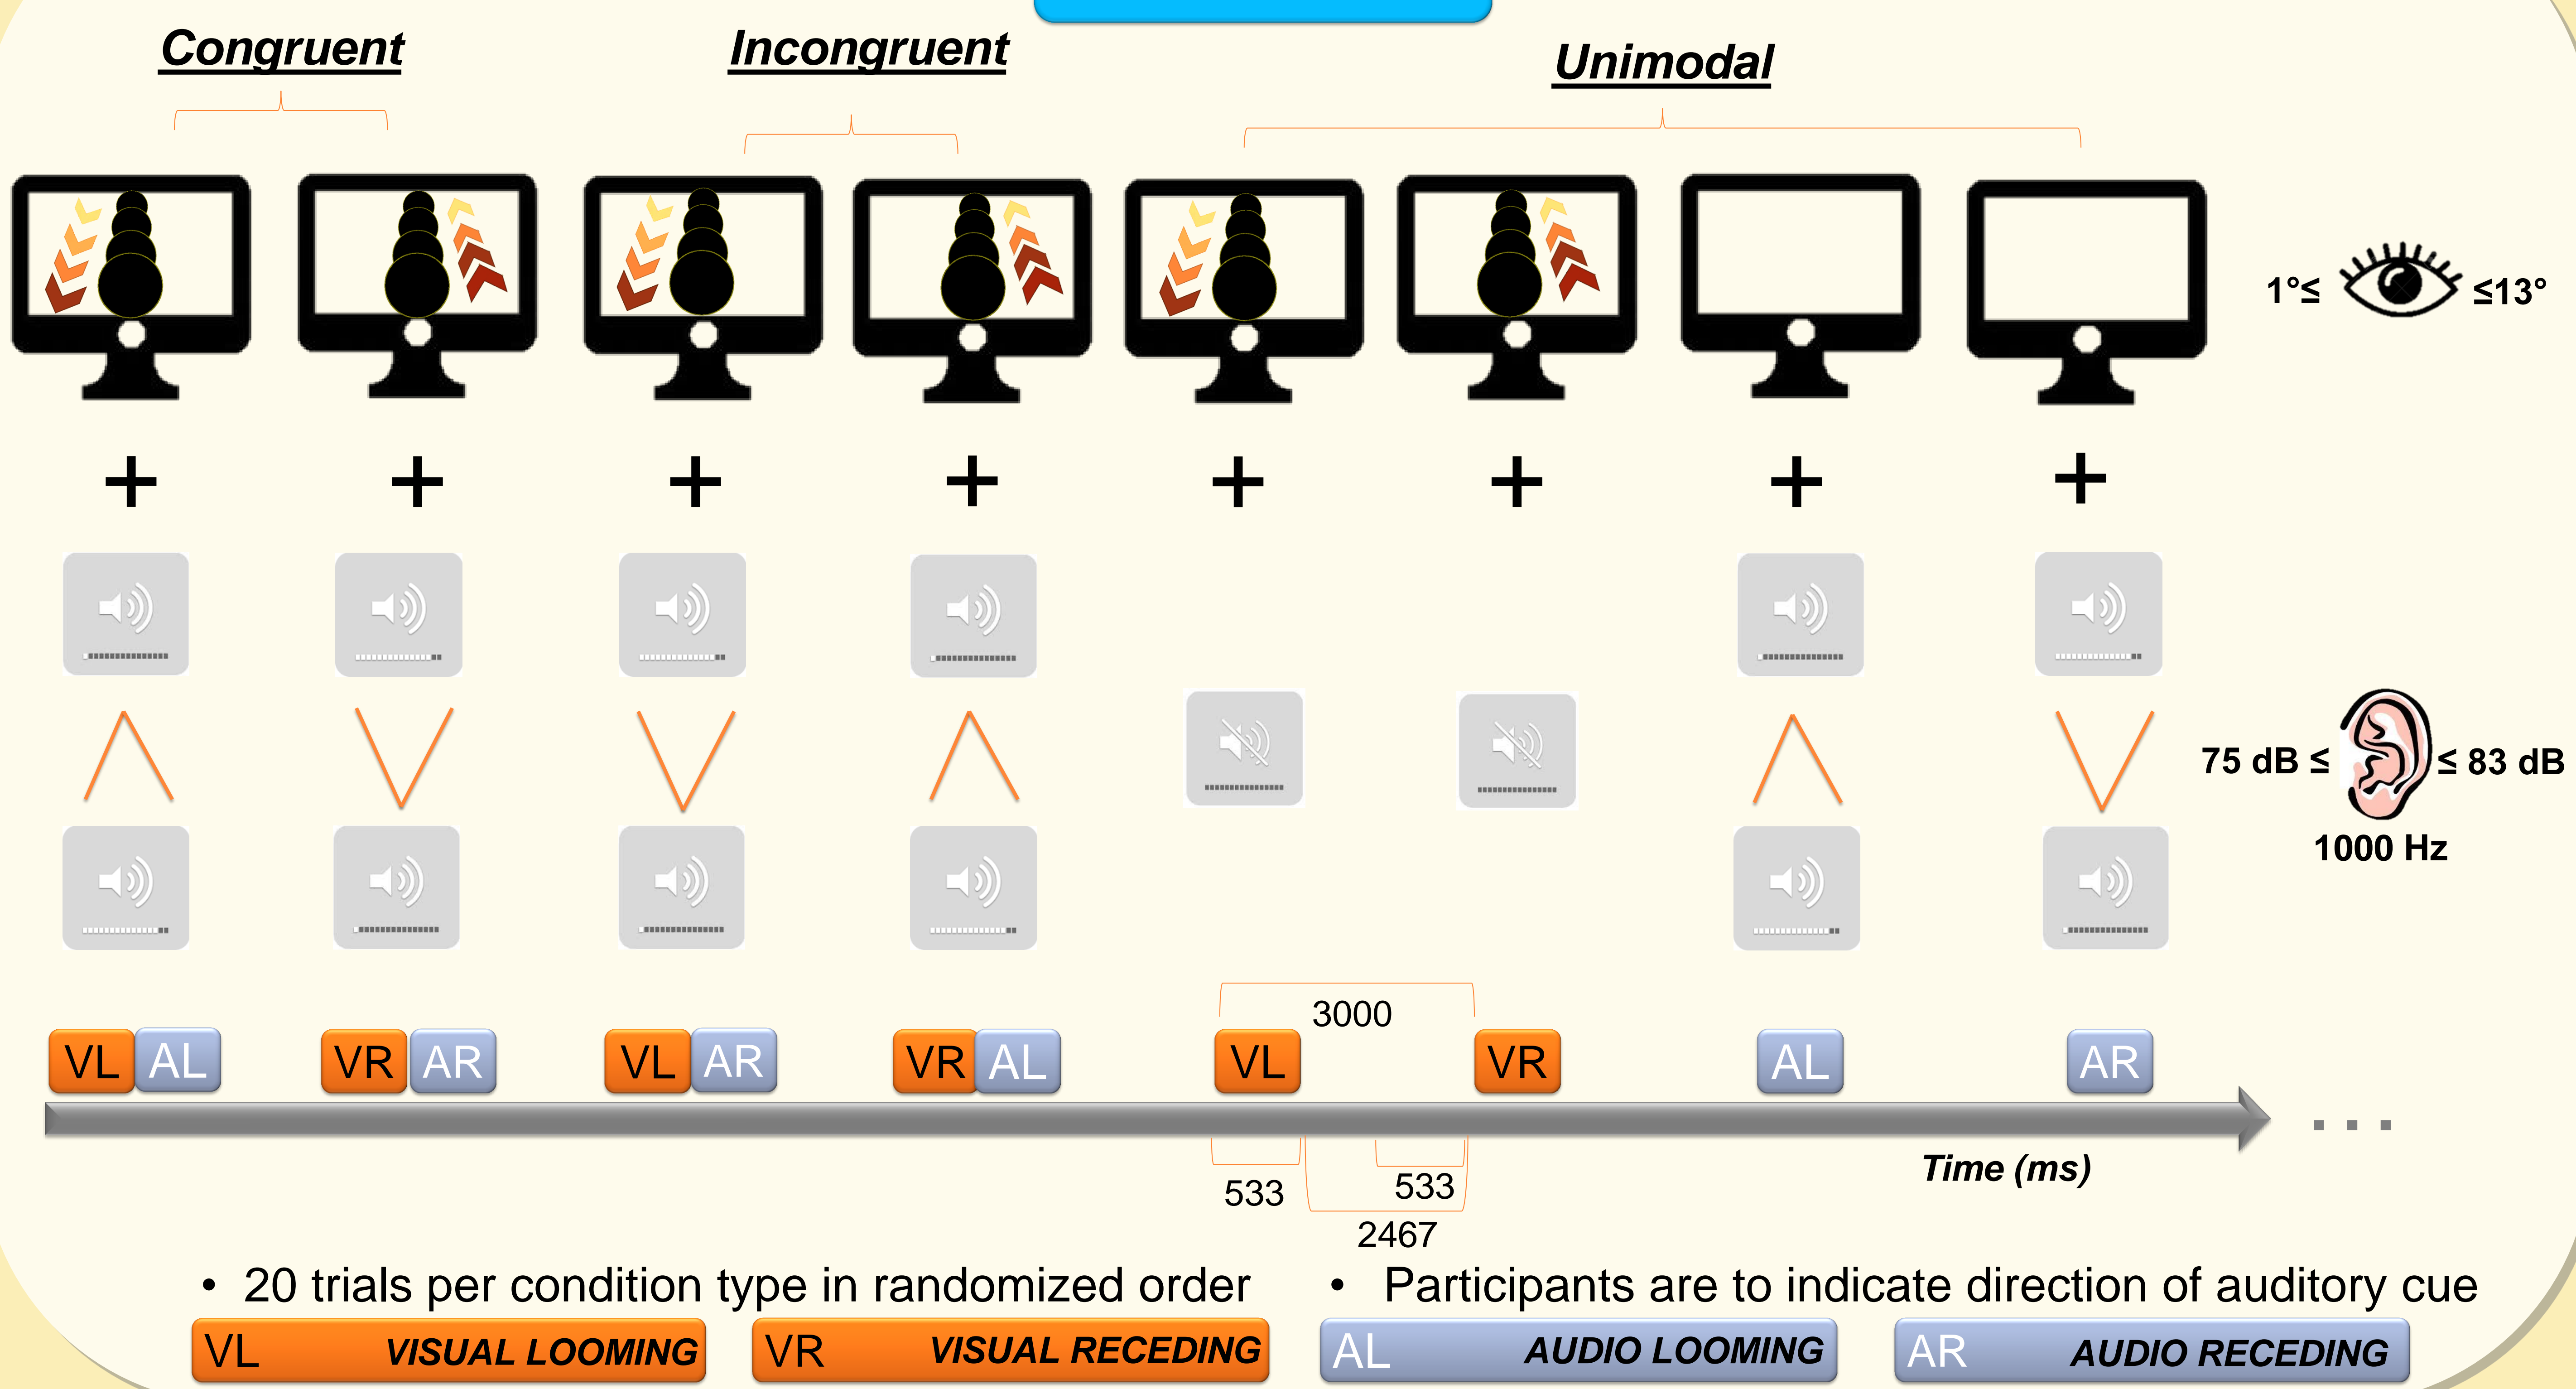 Congruent
Incongruent
Unimodal
1°≤ ≤13°
75 dB ≤ ≤ 83 dB
1000 Hz
3000
VL AL VR AR VL AR VR AL VL VR AL AR
. . .
Time (ms)
533 533
2467
• 20 trials per condition type in randomized order
• Participants are to indicate direction of auditory cue
VL VISUAL LOOMING
VR VISUAL RECEDING
AL AUDIO LOOMING
AR AUDIO RECEDING